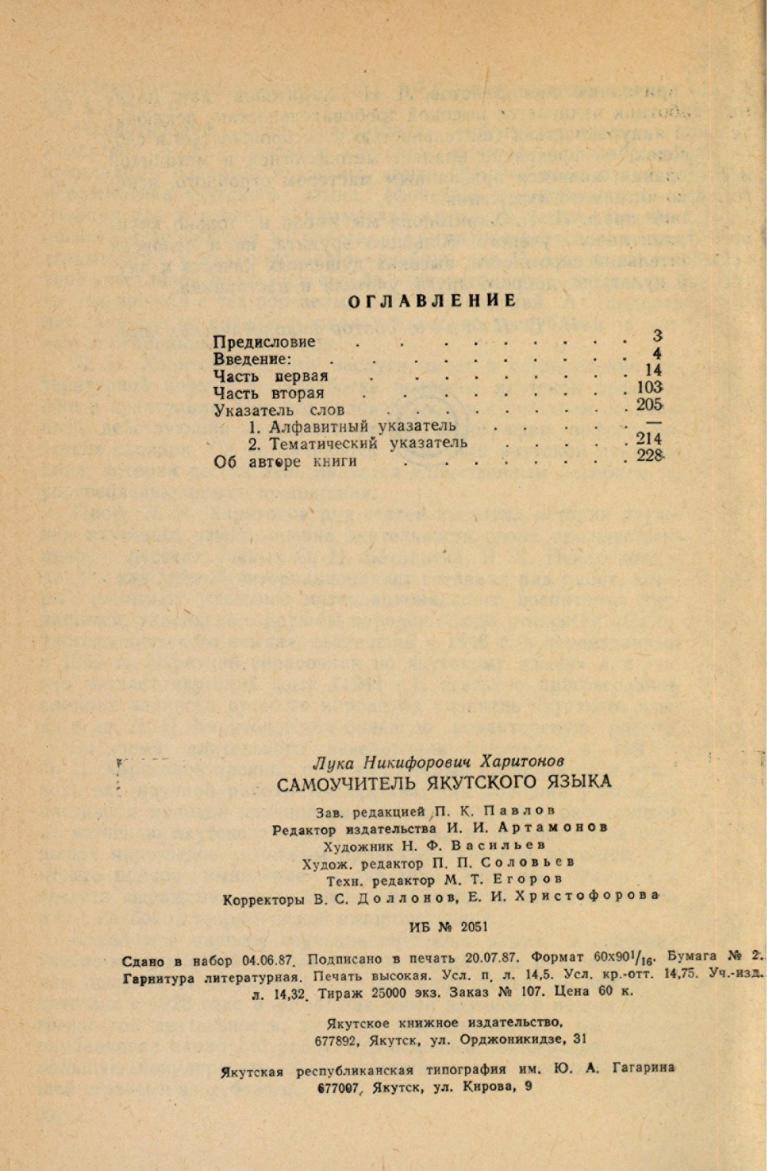 ОГЛАВЛЕНИЕ
Предисловие . . . . . . . . 3
Введение: . . . . . . . . . 4
Часть первая . . . . . . . . 14
Часть вторая . . . . . . . . 103
Указатель слов . . . . . . . . 205
1. Алфавитный указатель . . . . —
2. Тематический указатель . . . . . 214
Об авторе книги . . . . . . . 228
Лука Никифорович Харитонов
САМОУЧИТЕЛЬ ЯКУТСКОГО ЯЗЫКА
Зав. редакцией П. К. Павлов
Редактор издательства И. И. Артамонов
Художник Н. Ф. Васильев
Худож. редактор П. П. Соловьев
Техн. редактор М. Т. Егоров
Корректоры В. С. Доллонов, Е. И. Христофорова
ИБ № 2051
Сдано в набор 04.06.87. Подписано в печать 20.07.87. Формат 60х90¹/₁₆. Бумага № 2.
Гарнитура литературная. Печать высокая. Усл. п. л. 14,5. Усл. кр.-отт. 14,75. Уч.-изд.
л. 14,32. Тираж 25000 экз. Заказ № 107. Цена 60 к.
Якутское книжное издательство,
677892, Якутск, ул. Орджоникидзе, 31
Якутская республиканская типография им. Ю. А. Гагарина
677007, Якутск, ул. Кирова, 9